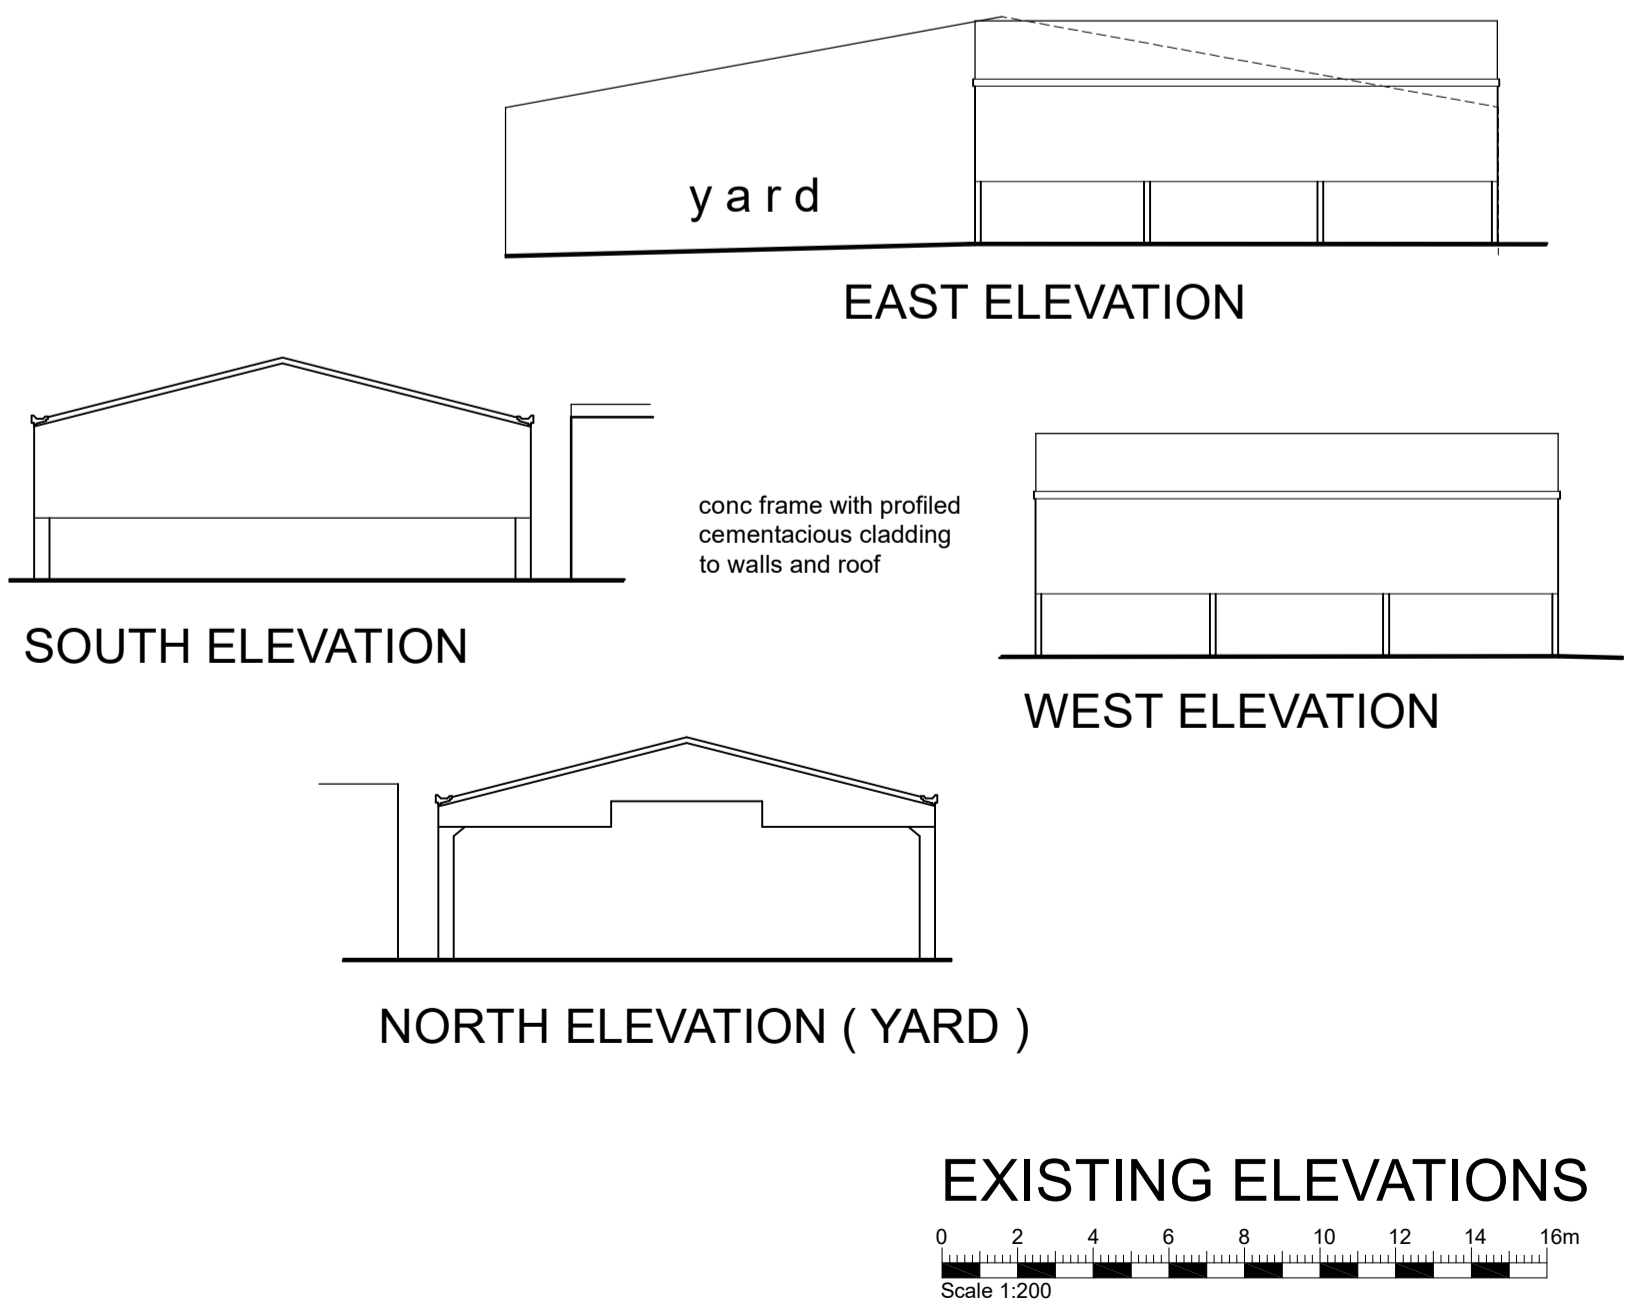 y a r d
EAST ELEVATION
conc frame with profiled
cementacious cladding
to walls and roof
SOUTH ELEVATION
WEST ELEVATION
NORTH ELEVATION ( YARD )
EXISTING ELEVATIONS
0 2 4 6 8 10 12 14 16m
Scale 1:200